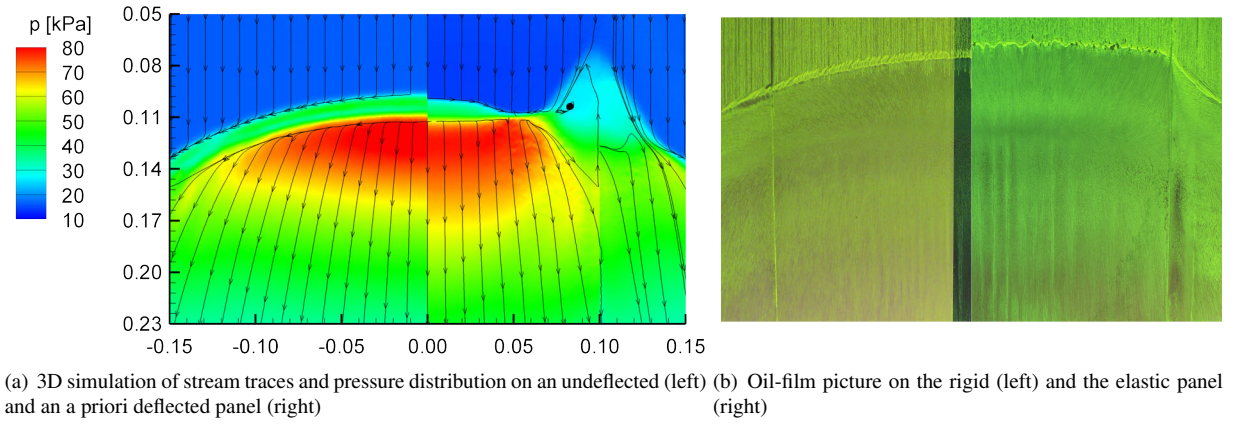 p [kPa]
80
70
60
50
40
30
20
10
0.05
0.08
0.11
0.14
0.17
0.20
0.23
-0.15 -0.10 -0.05 0.00 0.05 0.10 0.15
(a) 3D simulation of stream traces and pressure distribution on an undeflected (left)
and an a priori deflected panel (right)
(b) Oil-film picture on the rigid (left) and the elastic panel
(right)